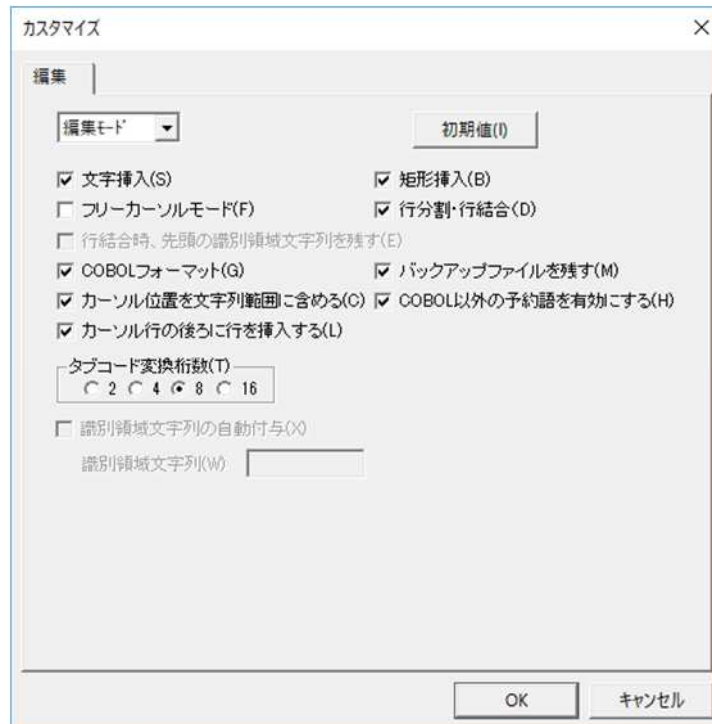 カスタマイズ
編集
編集モード
初期値(I)
文字挿入(S) 矩形挿入(B)
フリーカーソルモード(F) 行分割・行結合(D)
行結合時、先頭の識別領域文字列を残す(E)
COBOLフォーマット(G) バックアップファイルを残す(M)
カーソル位置を文字列範囲に含める(C) COBOL以外の予約語を有効にする(H)
カーソル行の後ろに行を挿入する(L)
タブコード変換桁数(T)
2 4 8 16
識別領域文字列の自動付与(X)
識別領域文字列(W)
OK キャンセル